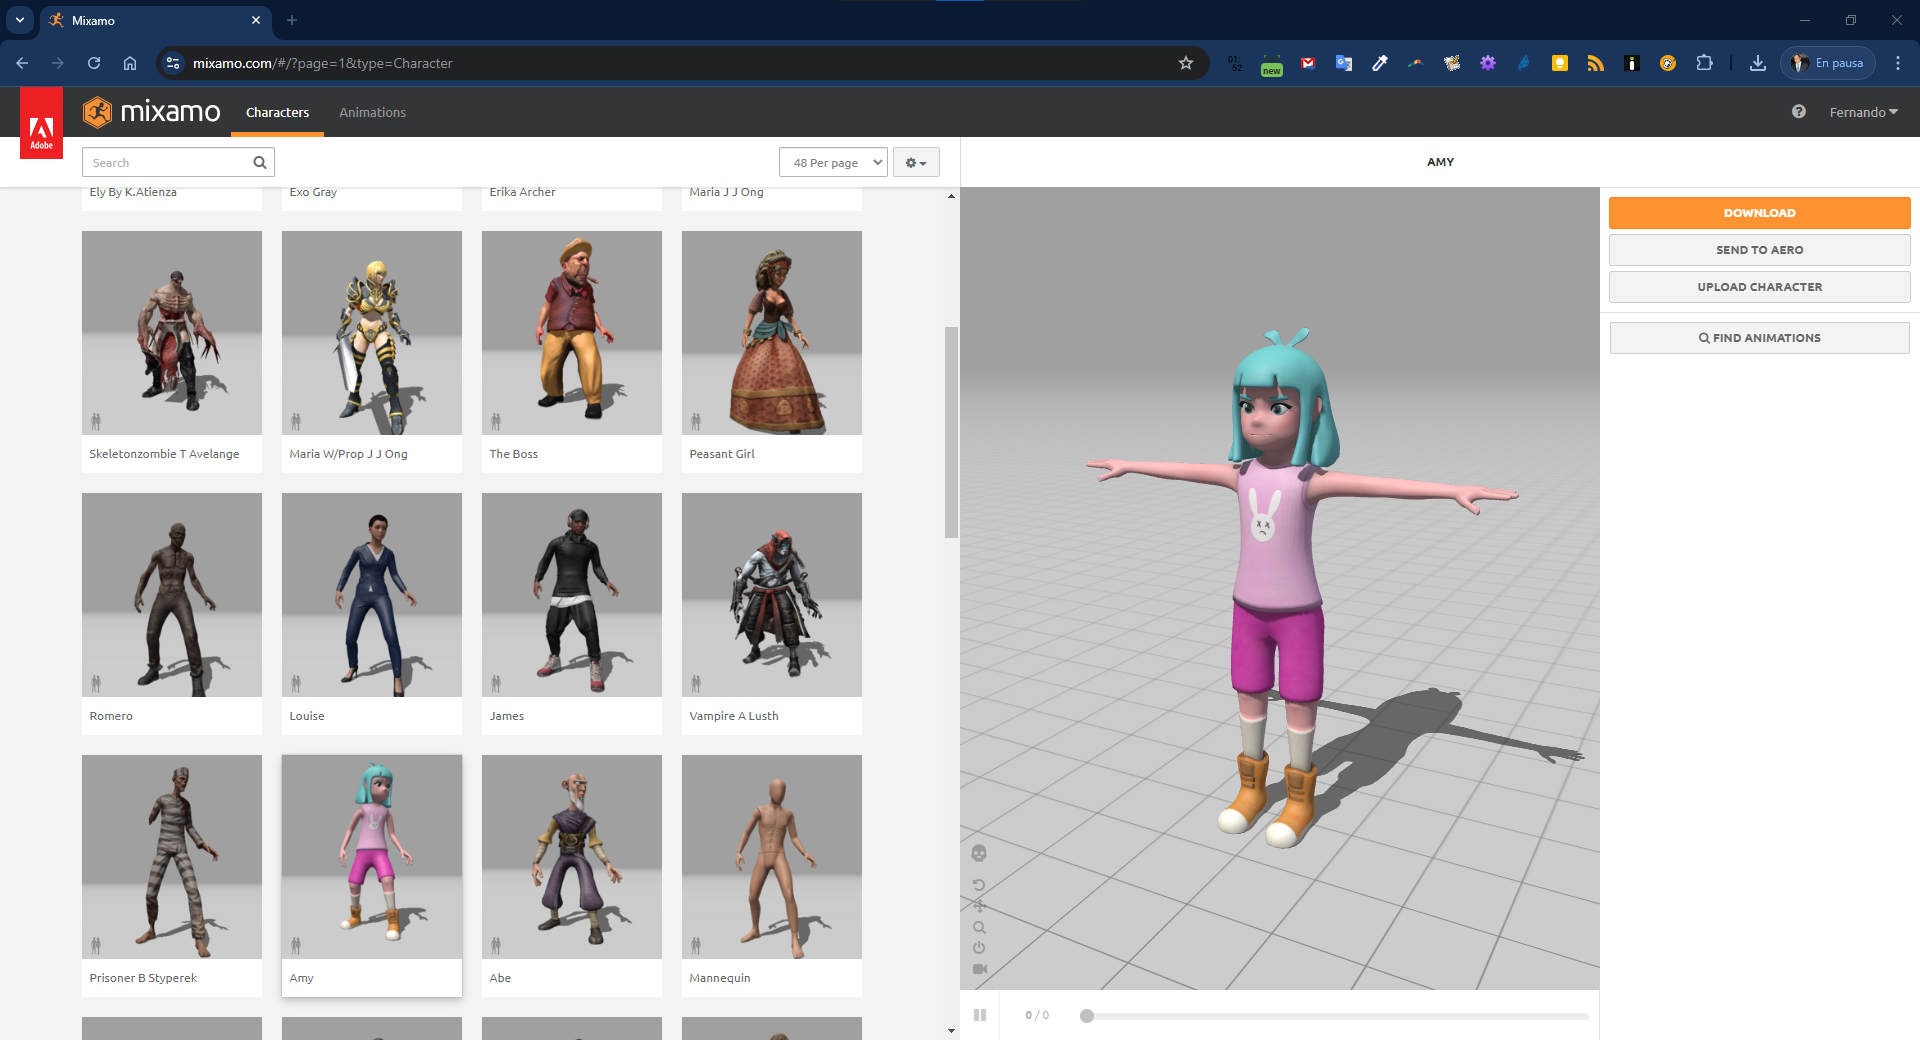 Mixamo
mixamo.com/#/?page=1&type=Character
01:
52
new
En pausa
Adobe
mixamo
Characters
Animations
Fernando
Search
48 Per page
AMY
Ely By K.Atienza
Exo Gray
Erika Archer
Maria J J Ong
DOWNLOAD
SEND TO AERO
UPLOAD CHARACTER
FIND ANIMATIONS
Skeletonzombie T Avelange
Maria W/Prop J J Ong
The Boss
Peasant Girl
Romero
Louise
James
Vampire A Lusth
Prisoner B Styperek
Amy
Abe
Mannequin
0 / 0